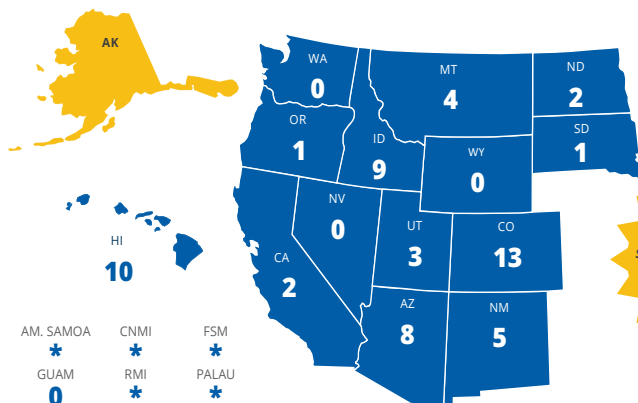 AK
WA
0
MT
4
ND
2
OR
1
ID
9
SD
1
WY
0
NV
0
UT
3
CO
13
HI
10
CA
2
AZ
8
NM
5
AM. SAMOA
*
CNMI
*
FSM
*
GUAM
0
RMI
*
PALAU
*